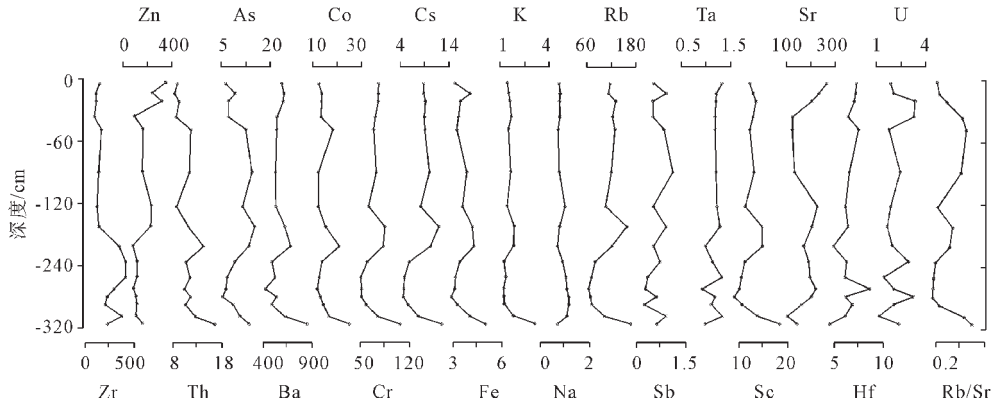 Zn As Co Cs K Rb Ta Sr U
0 400 5 20 10 30 4 14 1 4 60 180 0.5 1.5 100 300 1 4
0
-60
-120
-180
-240
-320
深度/cm
0 500 8 18 400 900 50 120 3 6 0 2 0 1.5 10 20 5 10 0.2
Zr Th Ba Cr Fe Na Sb Sc Hf Rb/Sr